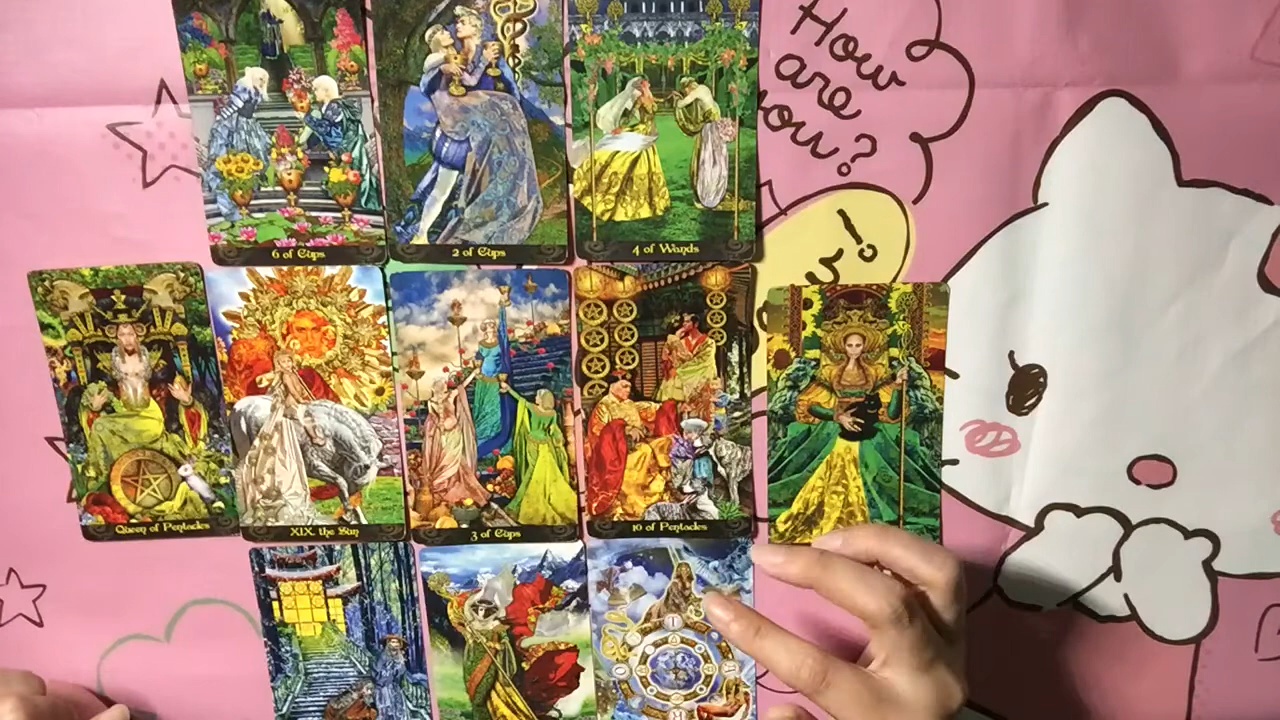 How
are
you?
6 of Cups
2 of Cups
4 of Wands
Queen of Pentacles
XIX. the Sun
3 of Cups
10 of Pentacles